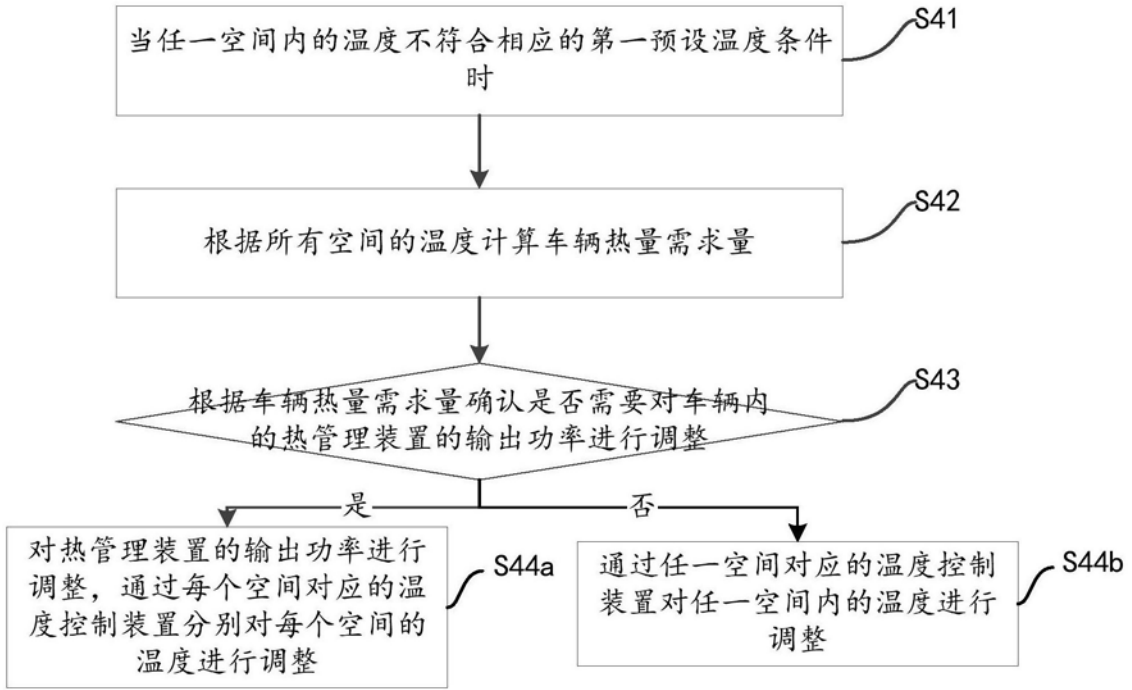 当任一空间内的温度不符合相应的第一预设温度条件
时
S41
根据所有空间的温度计算车辆热量需求量
S42
根据车辆热量需求量确认是否需要对车辆内
的热管理装置的输出功率进行调整
S43
是
否
对热管理装置的输出功率进行
调整，通过每个空间对应的温
度控制装置分别对每个空间的
温度进行调整
S44a
通过任一空间对应的温度控制
装置对任一空间内的温度进行
调整
S44b